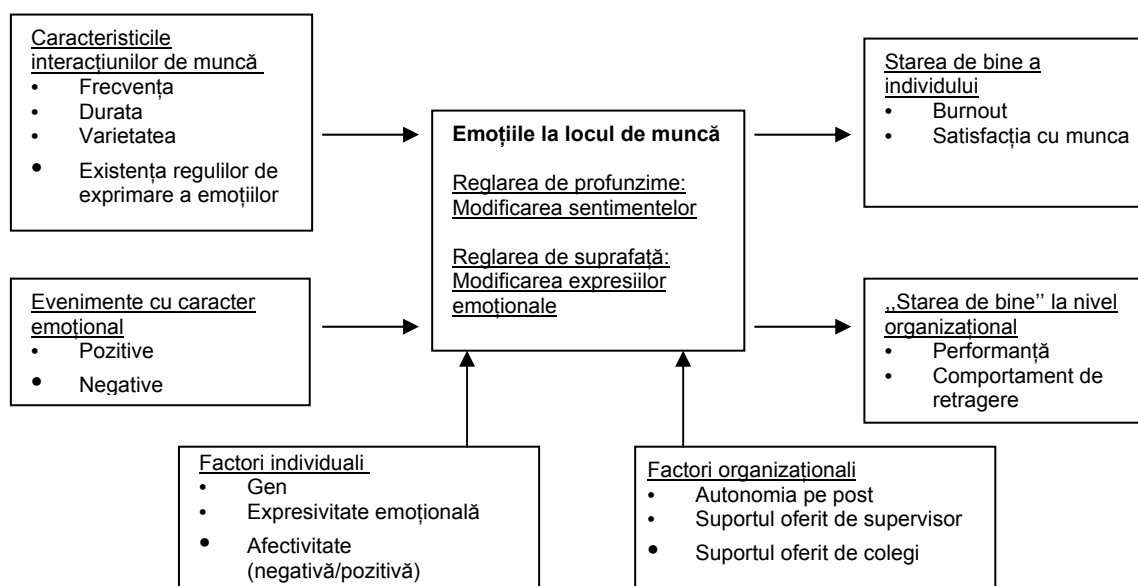 Caracteristicile
interacțiunilor de muncă
• Frecvența
• Durata
• Varietatea
• Existența regulilor de
exprimare a emoțiilor
Evenimente cu caracter
emoțional
• Pozitive
• Negative
Emoțiile la locul de muncă
Reglarea de profunzime:
Modificarea sentimentelor
Reglarea de suprafață:
Modificarea expresiilor
emoționale
Starea de bine a
individului
• Burnout
• Satisfacția cu munca
,,Starea de bine'' la nivel
organizațional
• Performanță
• Comportament de
retragere
Factori individuali
• Gen
• Expresivitate emoțională
• Afectivitate
(negativă/pozitivă)
Factori organizaționali
• Autonomia pe post
• Suportul oferit de supervisor
• Suportul oferit de colegi